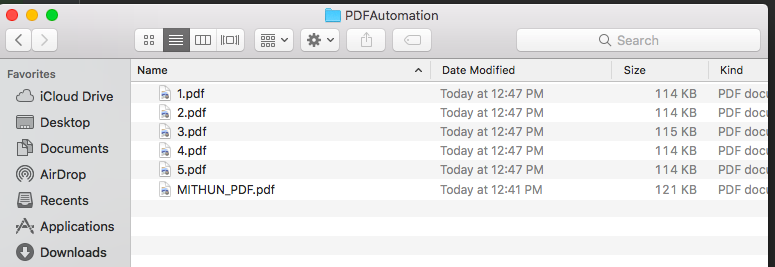 PDFAutomation
Search
Favorites
iCloud Drive
Desktop
Documents
AirDrop
Recents
Applications
Downloads
Name Date Modified Size Kind
1.pdf Today at 12:47 PM 114 KB PDF docu
2.pdf Today at 12:47 PM 114 KB PDF docu
3.pdf Today at 12:47 PM 115 KB PDF docu
4.pdf Today at 12:47 PM 114 KB PDF docu
5.pdf Today at 12:47 PM 114 KB PDF docu
MITHUN_PDF.pdf Today at 12:41 PM 121 KB PDF docu